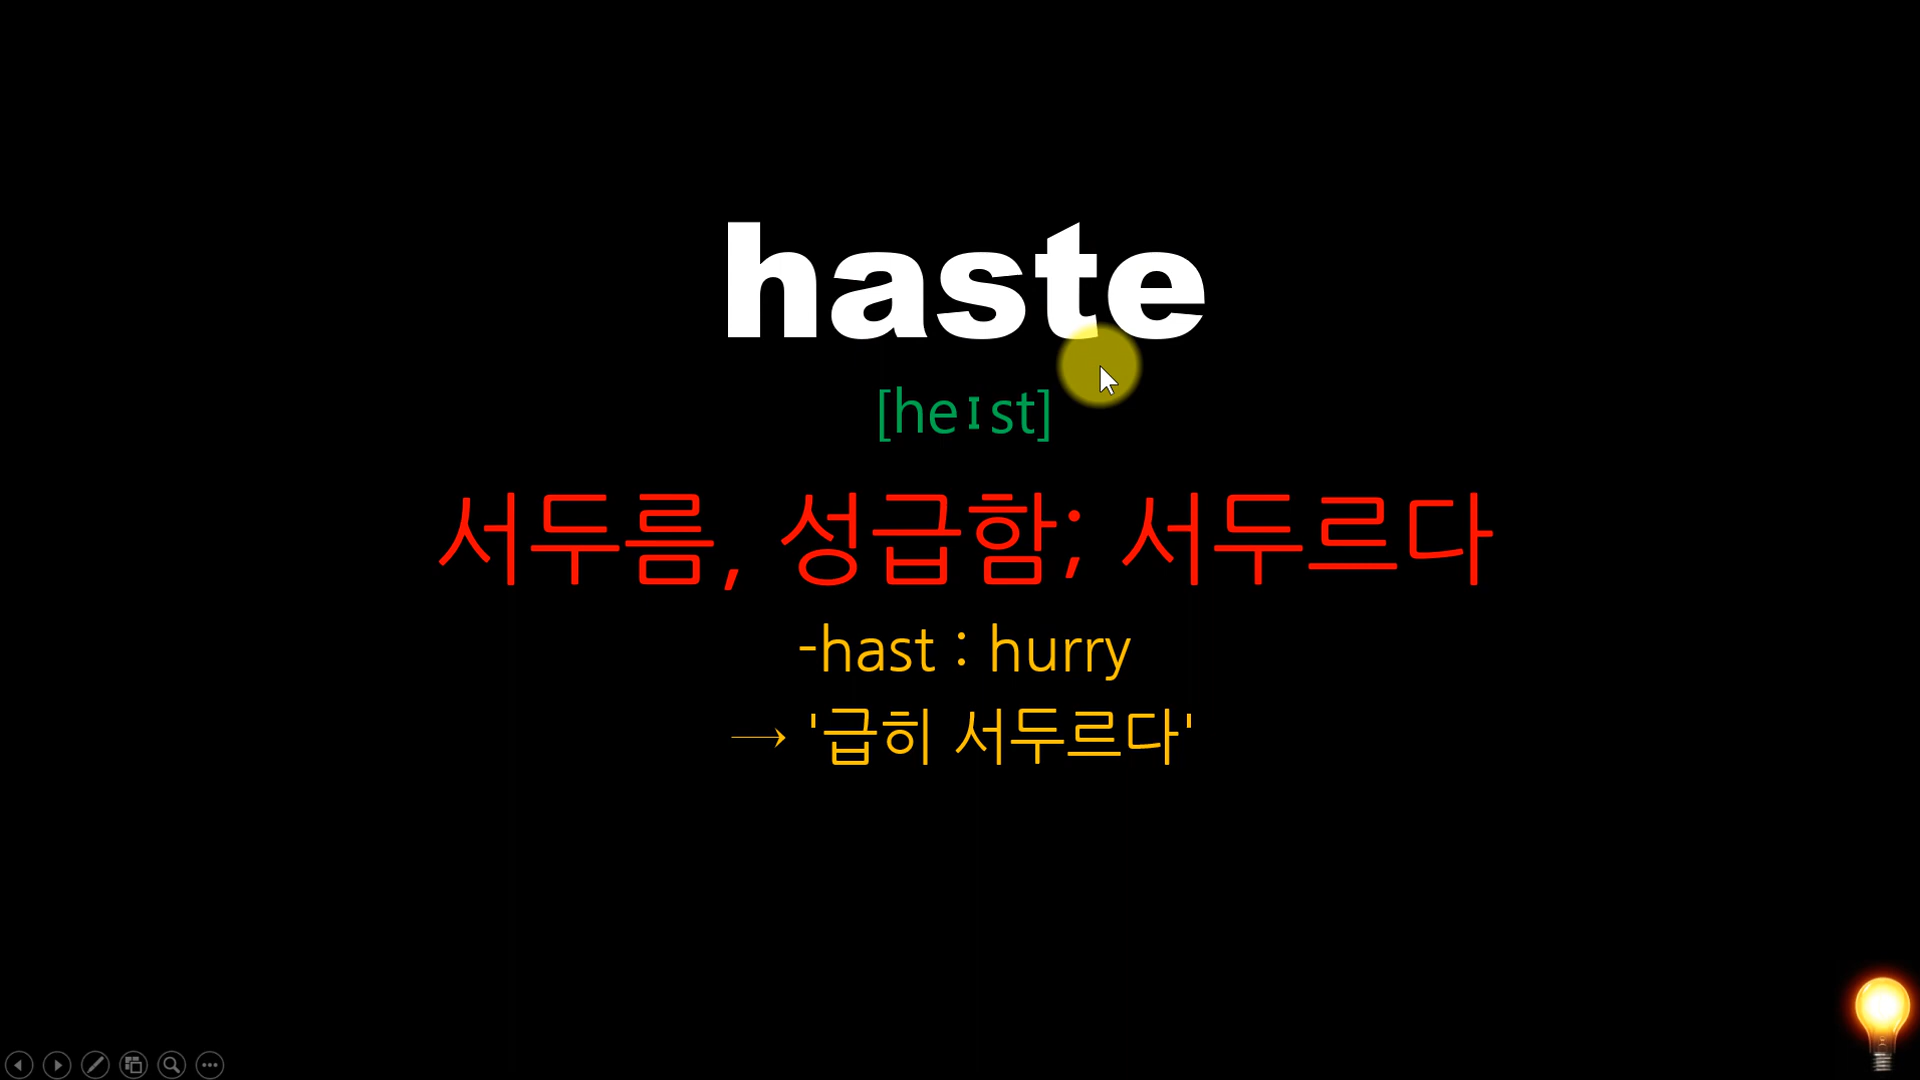 haste
[heɪst]
서두름, 성급함; 서두르다
-hast : hurry
→ '급히 서두르다'